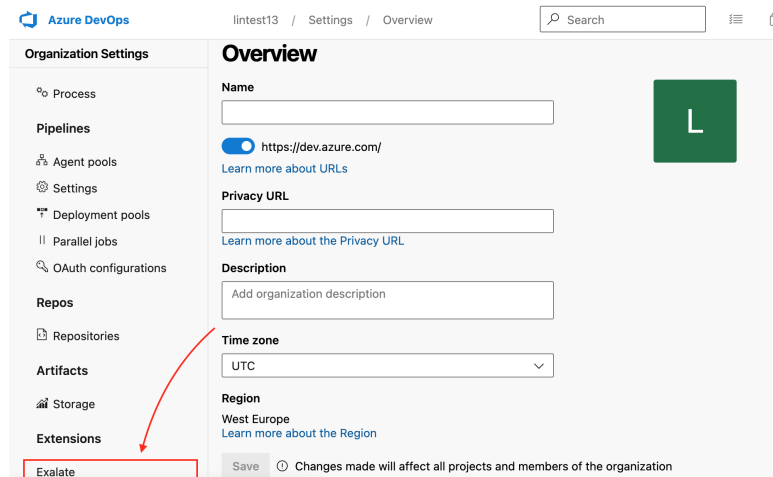 Azure DevOps
lintest13 / Settings / Overview
Search
Organization Settings
Process
Pipelines
Agent pools
Settings
Deployment pools
Parallel jobs
OAuth configurations
Repos
Repositories
Artifacts
Storage
Extensions
Exalate
Overview
Name
https://dev.azure.com/
Learn more about URLs
Privacy URL
Learn more about the Privacy URL
Description
Add organization description
Time zone
UTC
Region
West Europe
Learn more about the Region
Save
Changes made will affect all projects and members of the organization
L